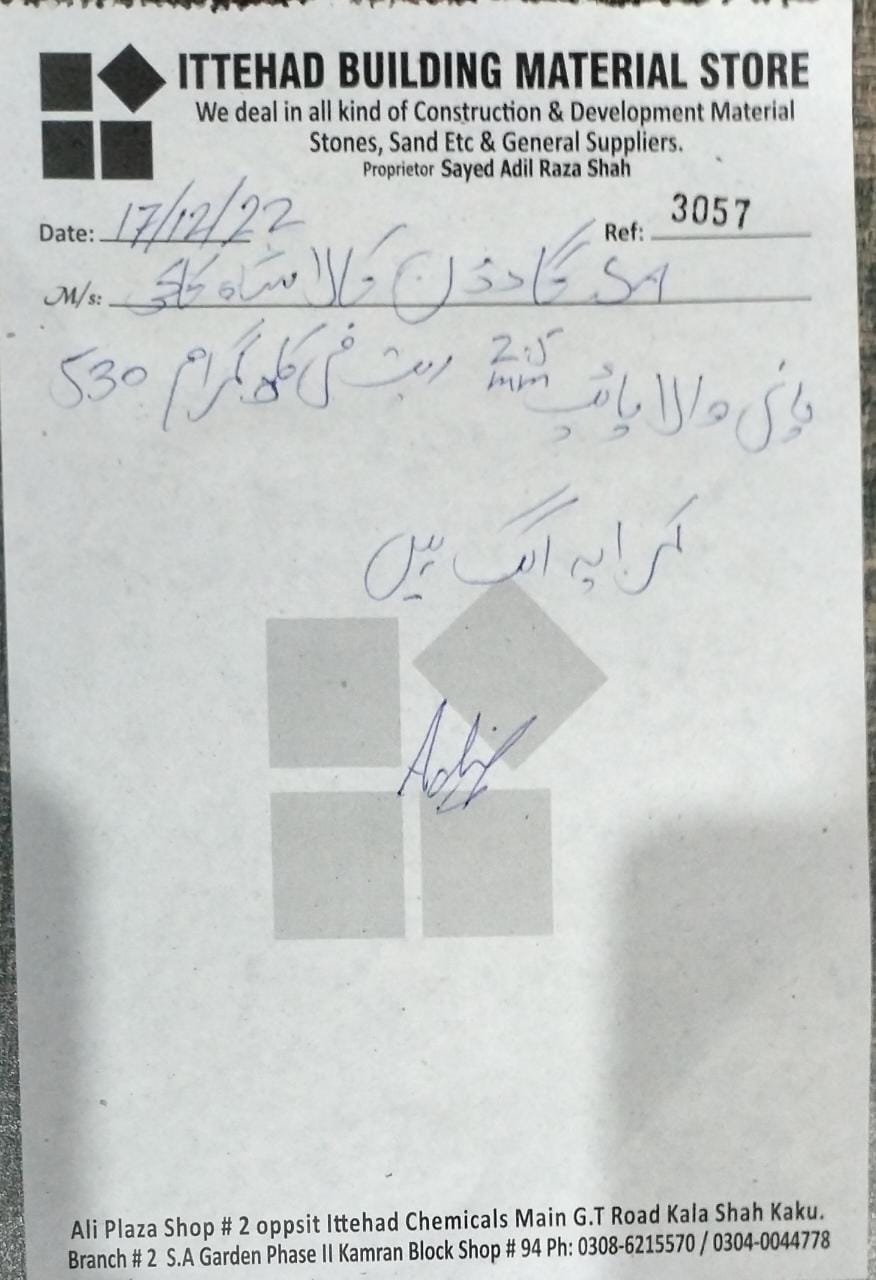 ITTEHAD BUILDING MATERIAL STORE
We deal in all kind of Construction & Development Material
Stones, Sand Etc & General Suppliers.
Proprietor Sayed Adil Raza Shah
Date: 17/12/22
Ref: 3057
M/s: SA گارڈن کالا شاہ کاکو
پانی والا پائپ 2.5 mm ریٹ فی کلو گرام 530
کرایہ الگ ہیں
Adil
Ali Plaza Shop # 2 oppsit Ittehad Chemicals Main G.T Road Kala Shah Kaku.
Branch # 2 S.A Garden Phase II Kamran Block Shop # 94 Ph: 0308-6215570 / 0304-0044778